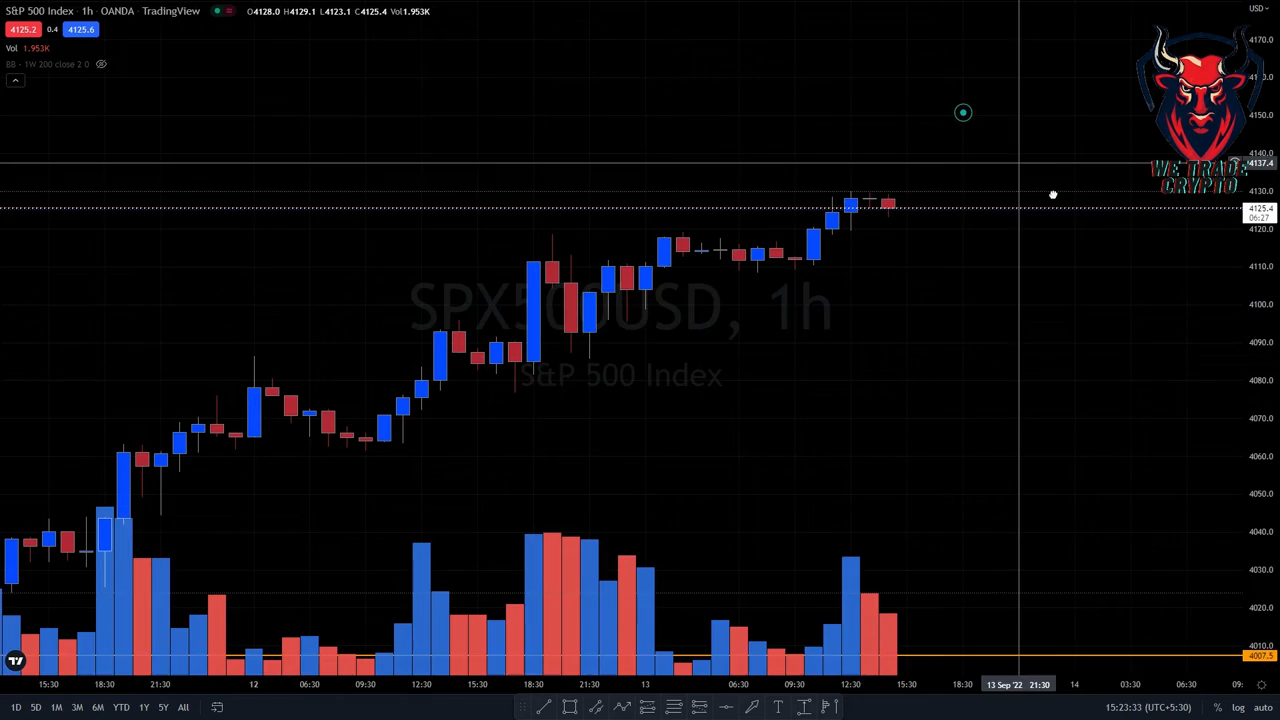 S&P 500 Index · 1h · OANDA · TradingView O4128.0 H4129.1 L4123.1 C4125.4 Vol1.953K USD
4125.2 0.4 4125.6
Vol 1.953K
BB · 1W 200 close 2 0
4170.0
4150.0
4140.0
4137.4
WE TRADE
CRYPTO
4130.0
4125.4
06:27
4120.0
4110.0
4100.0
SPX500USD, 1h
4090.0
S&P 500 Index
4080.0
4070.0
4060.0
4050.0
4040.0
4030.0
4020.0
4010.0
4007.5
15:30 18:30 21:30 12 06:30 09:30 12:30 15:30 18:30 21:30 13 06:30 09:30 12:30 15:30 18:30 13 Sep '22 21:30 14 03:30 06:30 09:
1D 5D 1M 3M 6M YTD 1Y 5Y All 15:23:33 (UTC+5:30) % log auto